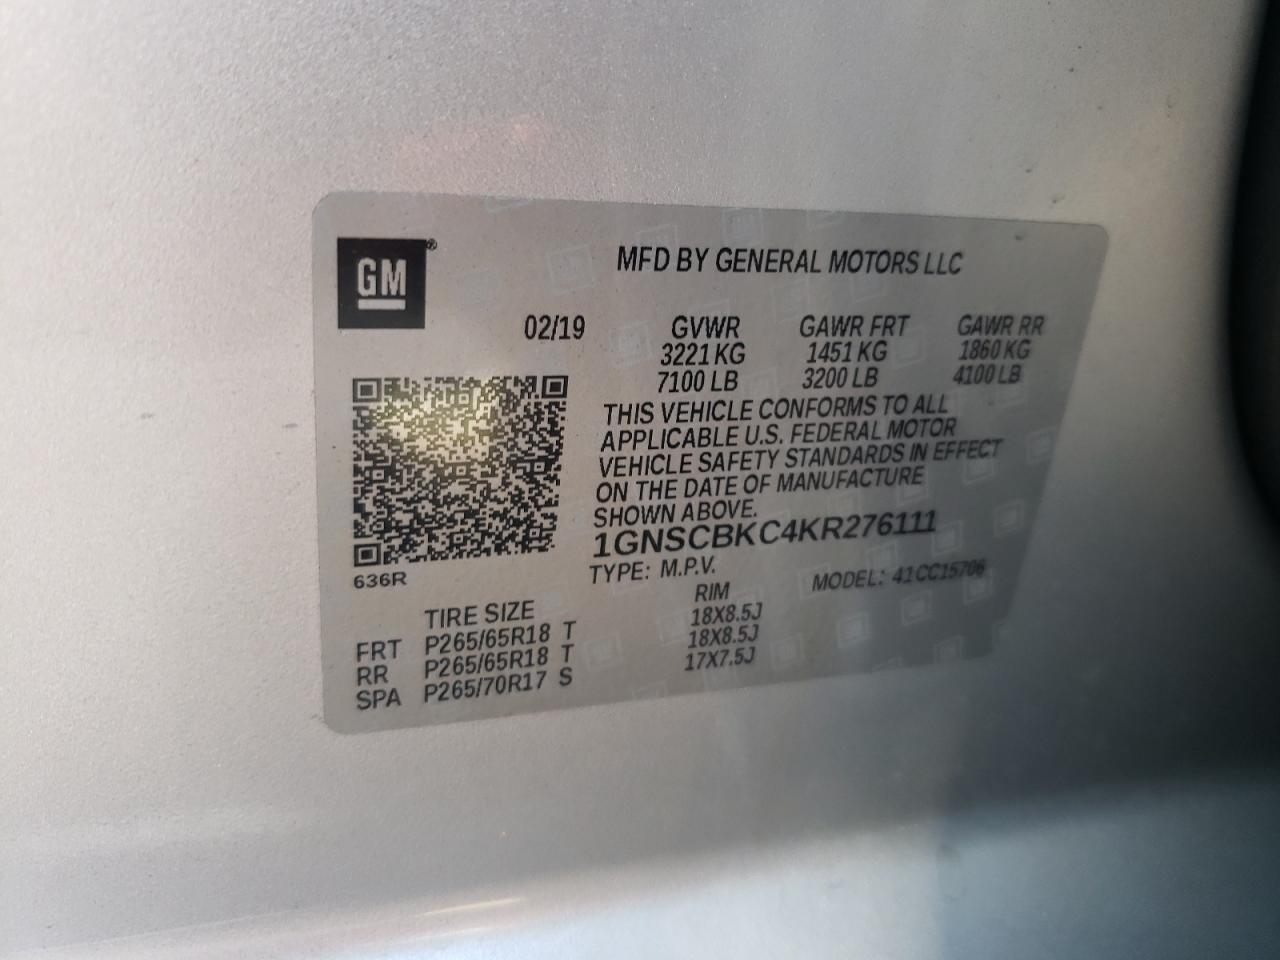 GM®
MFD BY GENERAL MOTORS LLC
02/19 GVWR GAWR FRT GAWR RR
3221 KG 1451 KG 1860 KG
7100 LB 3200 LB 4100 LB
THIS VEHICLE CONFORMS TO ALL
APPLICABLE U.S. FEDERAL MOTOR
VEHICLE SAFETY STANDARDS IN EFFECT
ON THE DATE OF MANUFACTURE
SHOWN ABOVE.
1GNSCBKC4KR276111
636R
TYPE: M.P.V. MODEL: 41CC15706
TIRE SIZE RIM
FRT P265/65R18 T 18X8.5J
RR P265/65R18 T 18X8.5J
SPA P265/70R17 S 17X7.5J